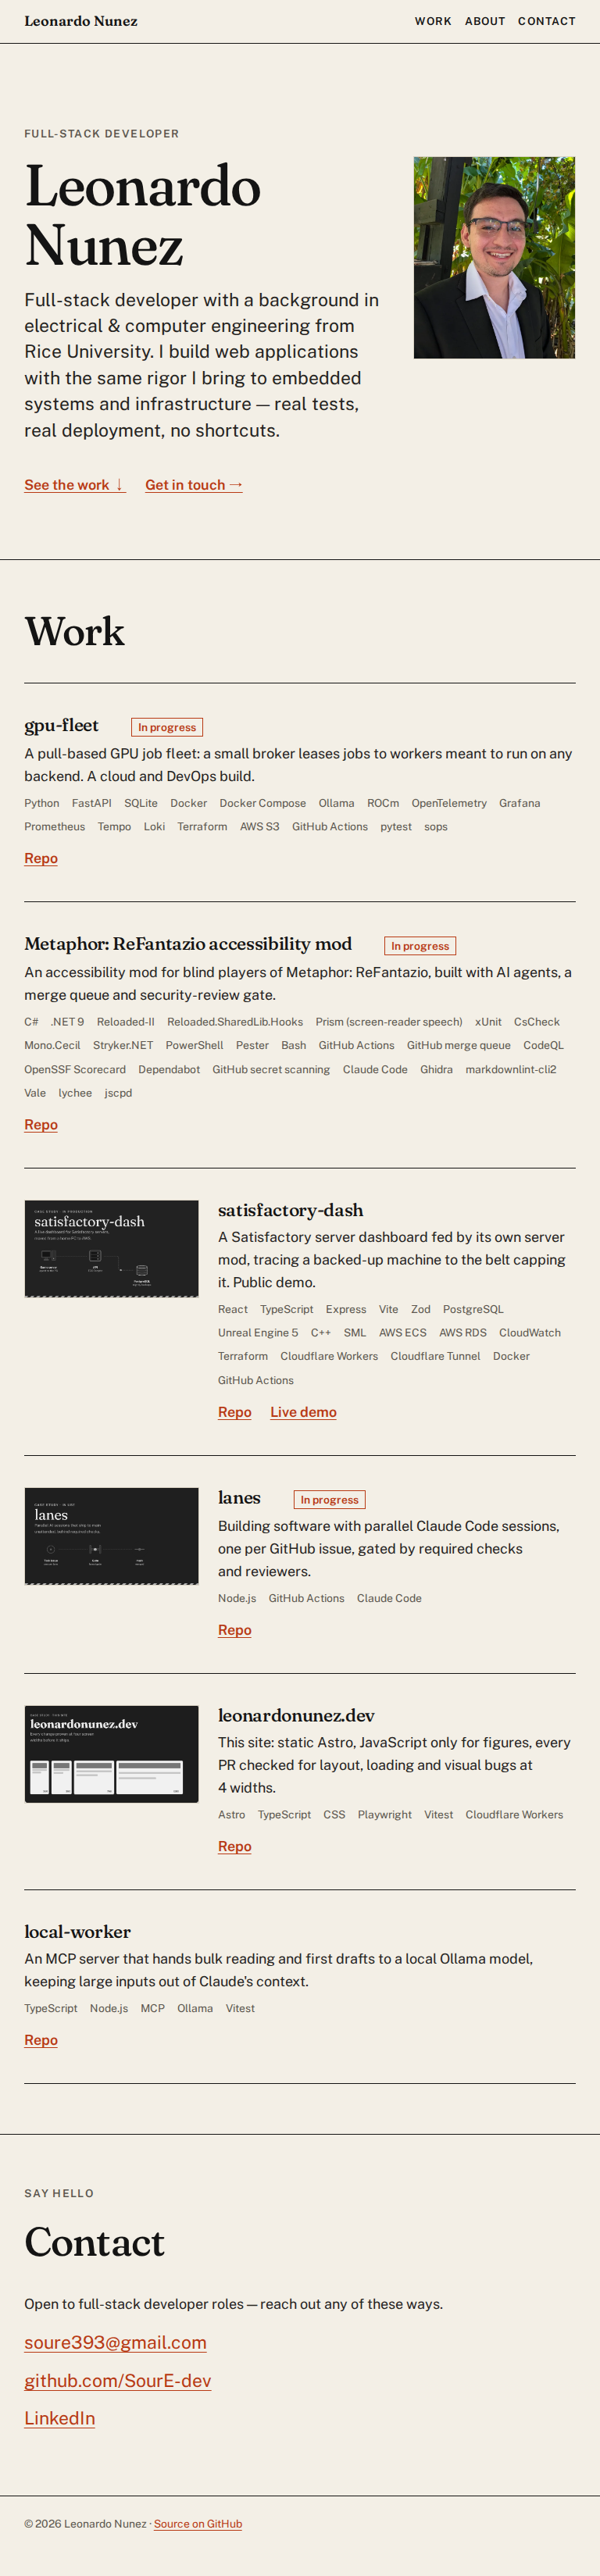 Leonardo Nunez
WORK ABOUT CONTACT
FULL-STACK DEVELOPER
Leonardo
Nunez
Full-stack developer with a background in
electrical & computer engineering from
Rice University. I build web applications
with the same rigor I bring to embedded
systems and infrastructure — real tests,
real deployment, no shortcuts.
See the work ↓ Get in touch →
Work
gpu-fleet In progress
A pull-based GPU job fleet: a small broker leases jobs to workers meant to run on any
backend. A cloud and DevOps build.
Python FastAPI SQLite Docker Docker Compose Ollama ROCm OpenTelemetry Grafana
Prometheus Tempo Loki Terraform AWS S3 GitHub Actions pytest sops
Repo
Metaphor: ReFantazio accessibility mod In progress
An accessibility mod for blind players of Metaphor: ReFantazio, built with AI agents, a
merge queue and security-review gate.
C# .NET 9 Reloaded-II Reloaded.SharedLib.Hooks Prism (screen-reader speech) xUnit CsCheck
Mono.Cecil Stryker.NET PowerShell Pester Bash GitHub Actions GitHub merge queue CodeQL
OpenSSF Scorecard Dependabot GitHub secret scanning Claude Code Ghidra markdownlint-cli2
Vale lychee jscpd
Repo
satisfactory-dash
satisfactory-dash
A Satisfactory server dashboard fed by its own server
mod, tracing a backed-up machine to the belt capping
it. Public demo.
React TypeScript Express Vite Zod PostgreSQL
Unreal Engine 5 C++ SML AWS ECS AWS RDS CloudWatch
Terraform Cloudflare Workers Cloudflare Tunnel Docker
GitHub Actions
Repo Live demo
lanes
lanes In progress
Building software with parallel Claude Code sessions,
one per GitHub issue, gated by required checks
and reviewers.
Node.js GitHub Actions Claude Code
Repo
leonardonunez.dev
leonardonunez.dev
This site: static Astro, JavaScript only for figures, every
PR checked for layout, loading and visual bugs at
4 widths.
Astro TypeScript CSS Playwright Vitest Cloudflare Workers
Repo
local-worker
An MCP server that hands bulk reading and first drafts to a local Ollama model,
keeping large inputs out of Claude's context.
TypeScript Node.js MCP Ollama Vitest
Repo
SAY HELLO
Contact
Open to full-stack developer roles — reach out any of these ways.
soure393@gmail.com
github.com/SourE-dev
LinkedIn
© 2026 Leonardo Nunez · Source on GitHub